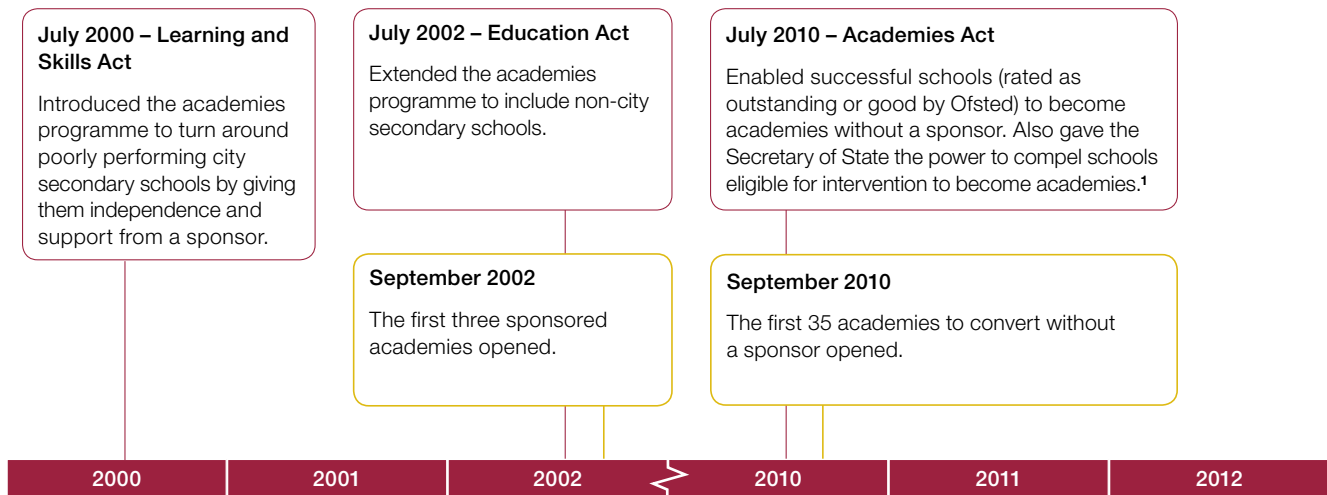 July 2000 – Learning and
Skills Act
Introduced the academies
programme to turn around
poorly performing city
secondary schools by giving
them independence and
support from a sponsor.
July 2002 – Education Act
Extended the academies
programme to include non-city
secondary schools.
July 2010 – Academies Act
Enabled successful schools (rated as
outstanding or good by Ofsted) to become
academies without a sponsor. Also gave the
Secretary of State the power to compel schools
eligible for intervention to become academies.¹
September 2002
The first three sponsored
academies opened.
September 2010
The first 35 academies to convert without
a sponsor opened.
2000
2001
2002
2010
2011
2012